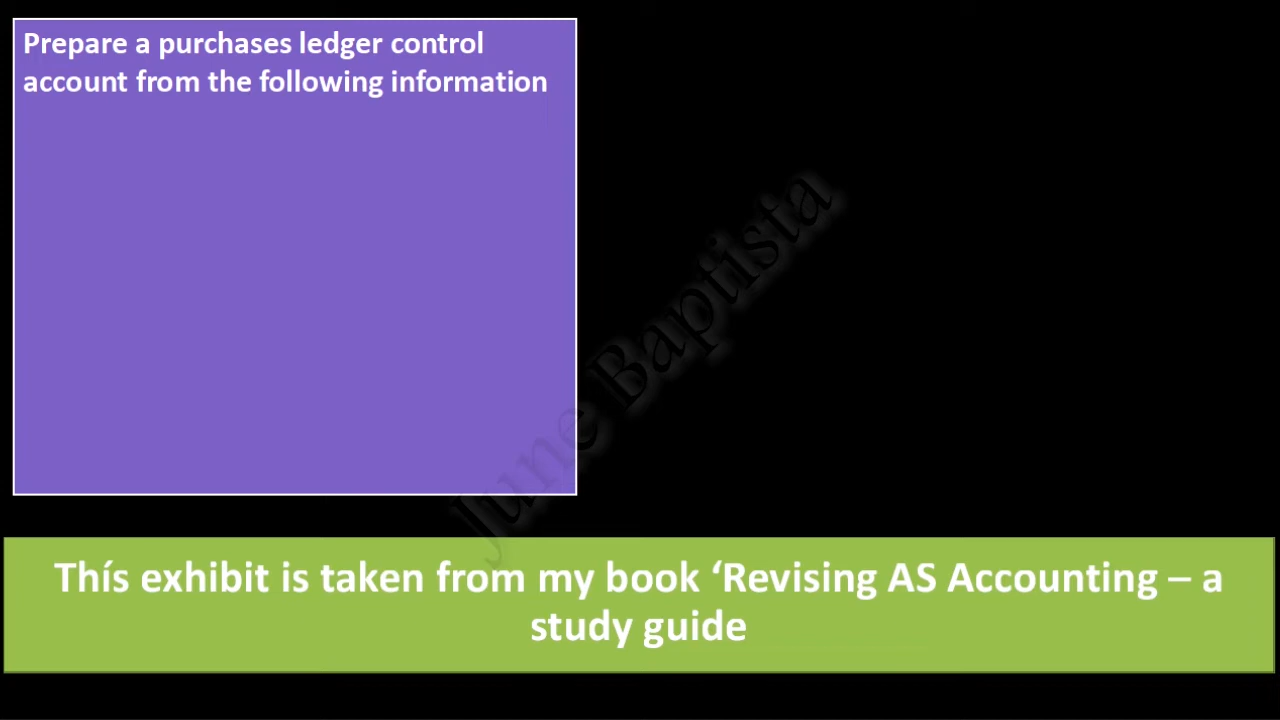 Prepare a purchases ledger control
account from the following information
June Baptista
Thís exhibit is taken from my book ‘Revising AS Accounting – a
study guide